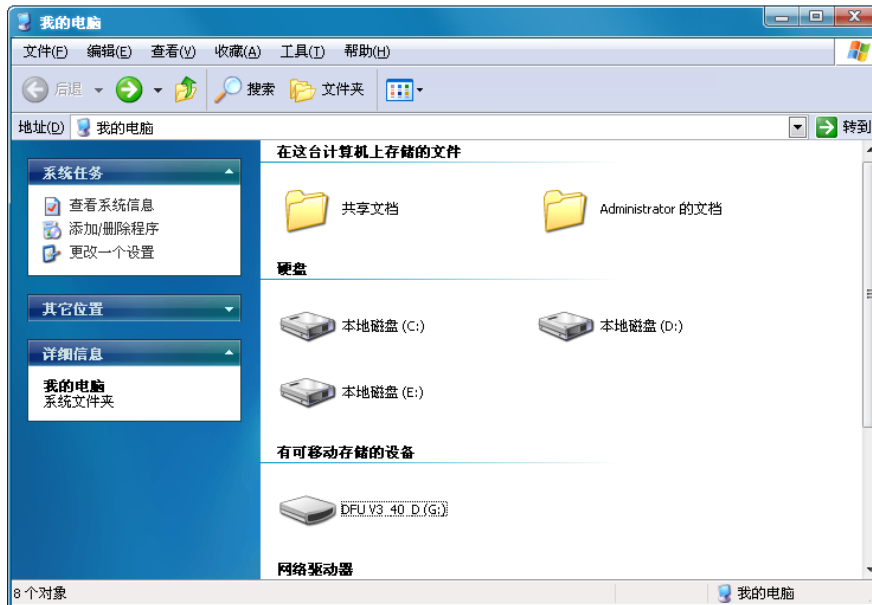 我的电脑
文件(F) 编辑(E) 查看(V) 收藏(A) 工具(T) 帮助(H)
后退 搜索 文件夹
地址(D) 我的电脑 转到
在这台计算机上存储的文件
系统任务
查看系统信息
添加/删除程序
更改一个设置
共享文档 Administrator 的文档
硬盘
其它位置
本地磁盘 (C:) 本地磁盘 (D:)
详细信息
我的电脑
系统文件夹
本地磁盘 (E:)
有可移动存储的设备
DFU V3_40_D (G:)
网络驱动器
8 个对象 我的电脑